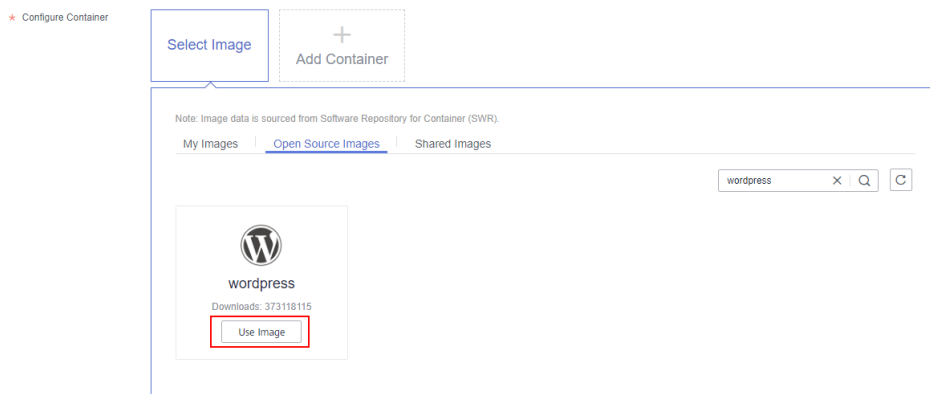 * Configure Container
Select Image
+
Add Container
Note: Image data is sourced from Software Repository for Container (SWR).
My Images Open Source Images Shared Images
wordpress
wordpress
Downloads: 373118115
Use Image